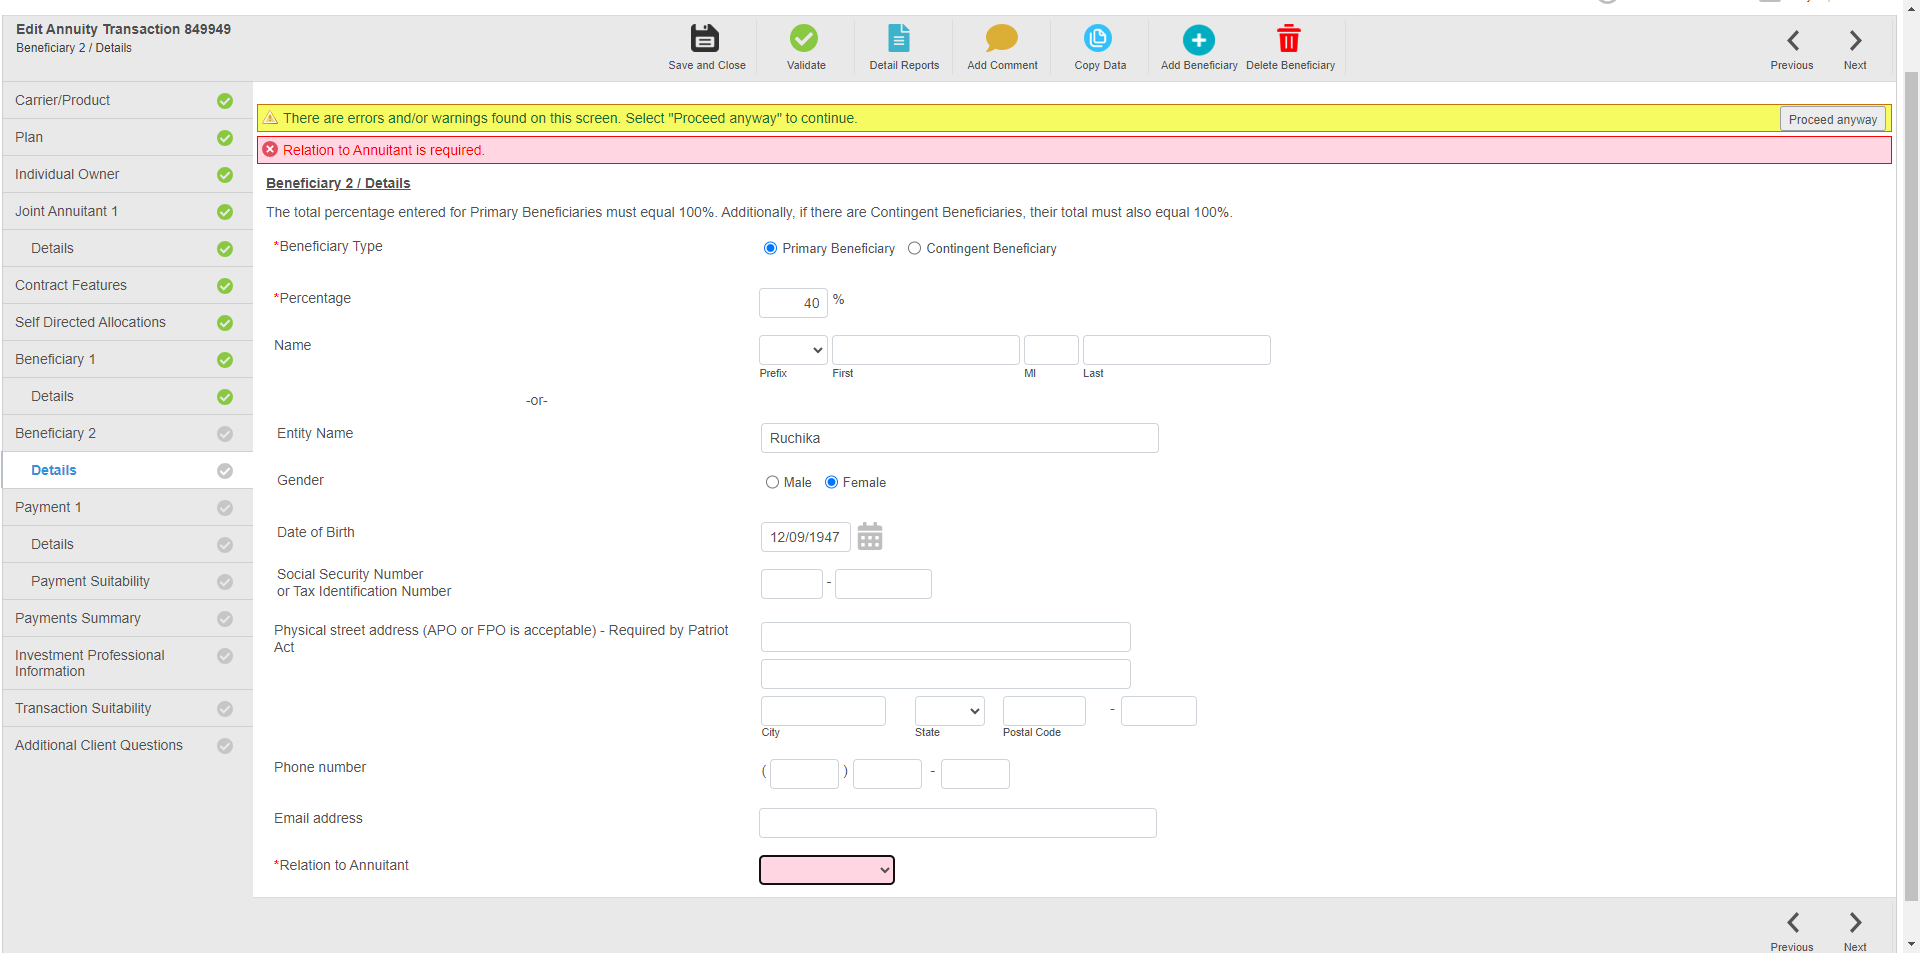 Edit Annuity Transaction 849949
Beneficiary 2 / Details
Save and Close
Validate
Detail Reports
Add Comment
Copy Data
Add Beneficiary
Delete Beneficiary
Previous
Next
Carrier/Product
Plan
Individual Owner
Joint Annuitant 1
Details
Contract Features
Self Directed Allocations
Beneficiary 1
Details
Beneficiary 2
Details
Payment 1
Details
Payment Suitability
Payments Summary
Investment Professional
Information
Transaction Suitability
Additional Client Questions
There are errors and/or warnings found on this screen. Select "Proceed anyway" to continue.
Proceed anyway
Relation to Annuitant is required.
Beneficiary 2 / Details
The total percentage entered for Primary Beneficiaries must equal 100%. Additionally, if there are Contingent Beneficiaries, their total must also equal 100%.
*Beneficiary Type
Primary Beneficiary
Contingent Beneficiary
*Percentage
40 %
Name
Prefix
First
MI
Last
-or-
Entity Name
Ruchika
Gender
Male
Female
Date of Birth
12/09/1947
Social Security Number
or Tax Identification Number
-
Physical street address (APO or FPO is acceptable) - Required by Patriot
Act
-
City
State
Postal Code
Phone number
( ) -
Email address
*Relation to Annuitant
Previous
Next